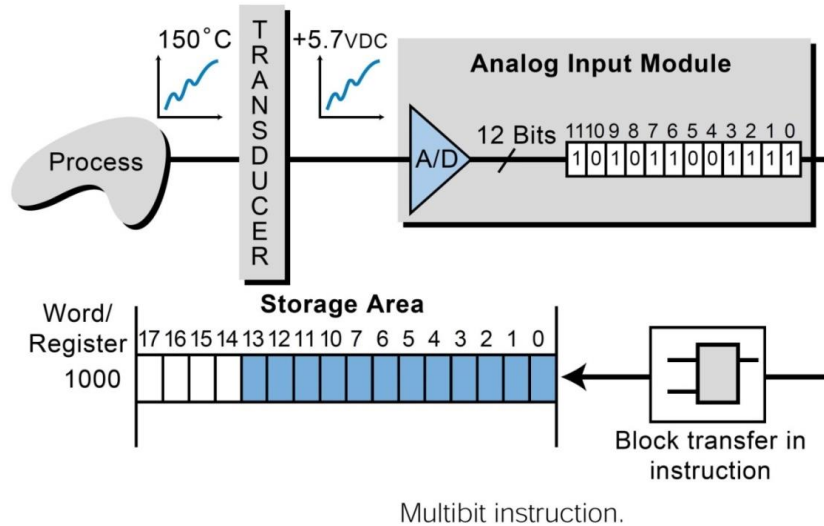 150°C
TRANSDUCER
+5.7VDC
Analog Input Module
Process
A/D
12 Bits
11 10 9 8 7 6 5 4 3 2 1 0
1 0 1 0 1 1 0 0 1 1 1 1
Storage Area
Word/
Register
1000
17 16 15 14 13 12 11 10 7 6 5 4 3 2 1 0
Block transfer in
instruction
Multibit instruction.